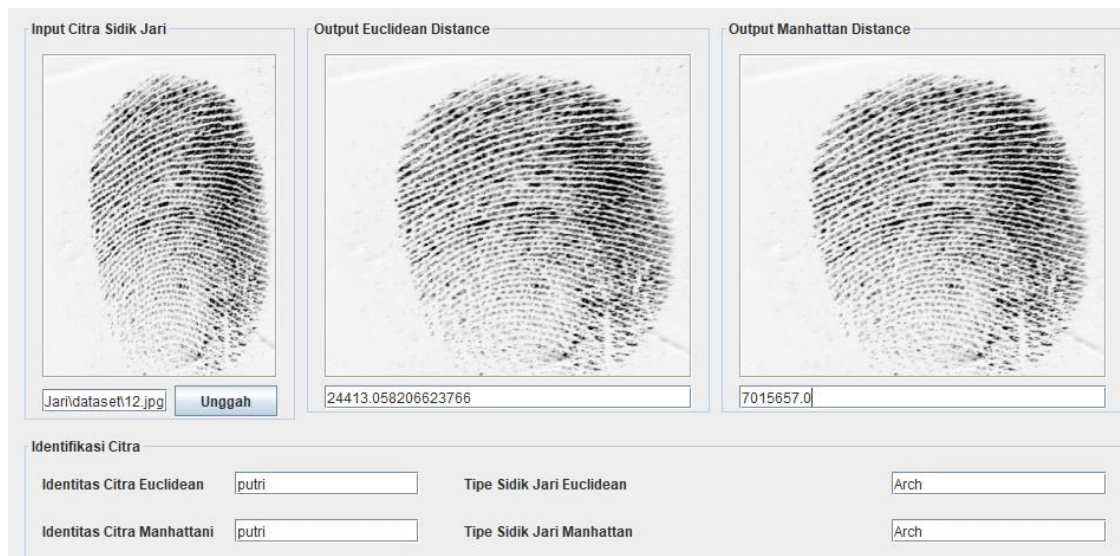 Input Citra Sidik Jari
Output Euclidean Distance
Output Manhattan Distance
Jari\dataset\12.jpg
Unggah
24413.058206623766
7015657.0
Identifikasi Citra
Identitas Citra Euclidean
putri
Tipe Sidik Jari Euclidean
Arch
Identitas Citra Manhattani
putri
Tipe Sidik Jari Manhattan
Arch